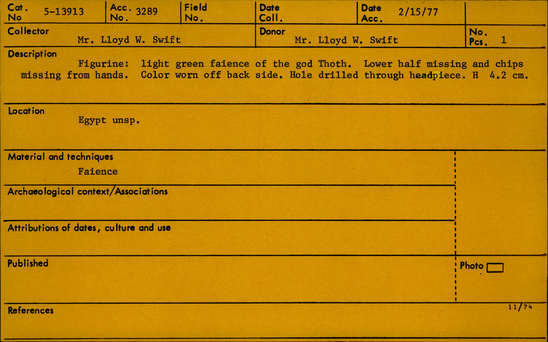 Cat. No 5-13913 Acc. No. 3289 Field No. Date Coll. Date Acc. 2/15/77
Collector Mr. Lloyd W. Swift Donor Mr. Lloyd W. Swift No. Pcs. 1
Description
Figurine: light green faience of the god Thoth. Lower half missing and chips
missing from hands. Color worn off back side. Hole drilled through headpiece. H 4.2 cm.
Location
Egypt unsp.
Material and techniques
Faience
Archaeological context/Associations
Attributions of dates, culture and use
Published
Photo
References
11/74